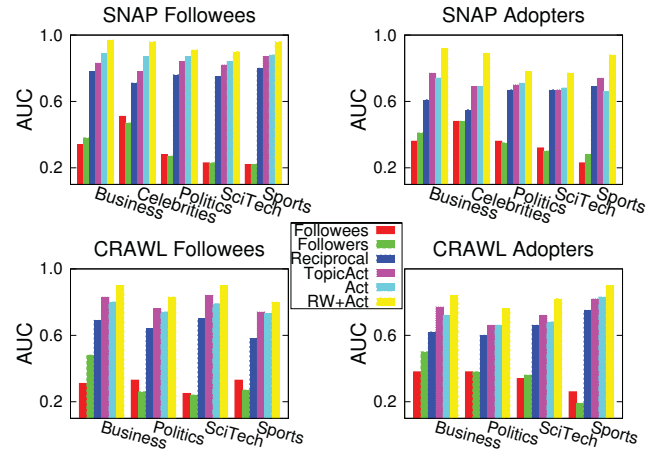 SNAP Followees
AUC
1.0
0.6
0.2
Business
Celebrities
Politics
SciTech
Sports
SNAP Adopters
AUC
1.0
0.6
0.2
Business
Celebrities
Politics
SciTech
Sports
Followees
Followers
Reciprocal
TopicAct
Act
RW+Act
CRAWL Followees
AUC
1.0
0.6
0.2
Business
Politics
SciTech
Sports
CRAWL Adopters
AUC
1.0
0.6
0.2
Business
Politics
SciTech
Sports